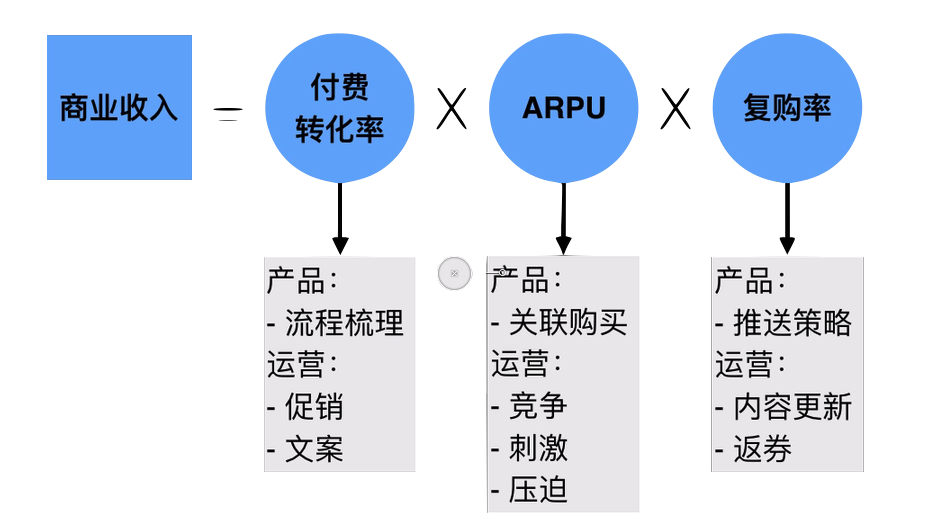 商业收入
=
付费
转化率
X
ARPU
X
复购率
产品：
- 流程梳理
运营：
- 促销
- 文案
产品：
- 关联购买
运营：
- 竞争
- 刺激
- 压迫
产品：
- 推送策略
运营：
- 内容更新
- 返券